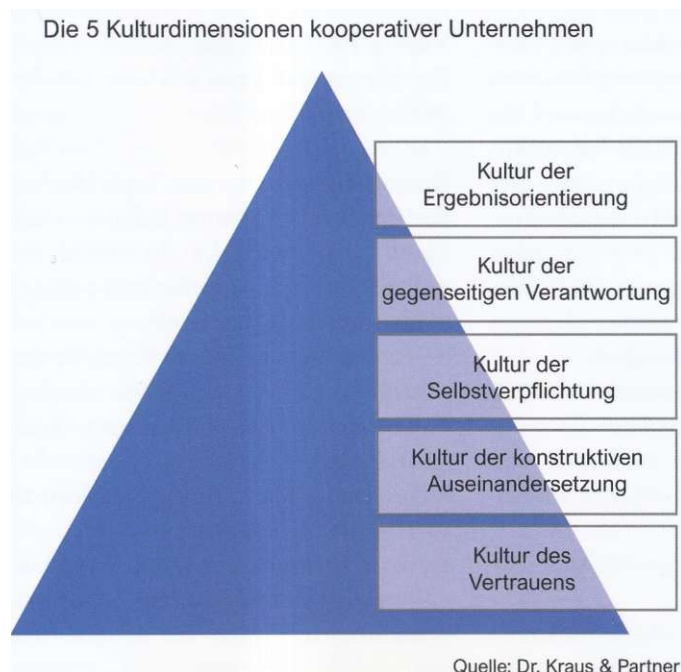 Die 5 Kulturdimensionen kooperativer Unternehmen
Kultur der
Ergebnisorientierung
Kultur der
gegenseitigen Verantwortung
Kultur der
Selbstverpflichtung
Kultur der konstruktiven
Auseinandersetzung
Kultur des
Vertrauens
Quelle: Dr. Kraus & Partner